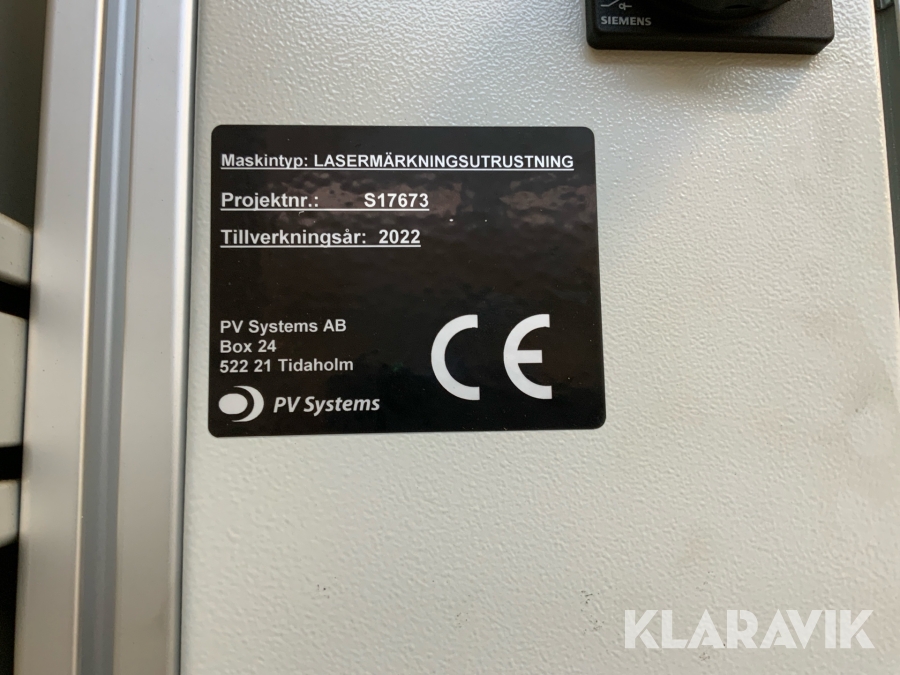 SIEMENS
Maskintyp: LASERMÄRKNINGSUTRUSTNING
Projektnr.: S17673
Tillverkningsår: 2022
PV Systems AB
Box 24
522 21 Tidaholm
CE
PV Systems
KLARAVIK